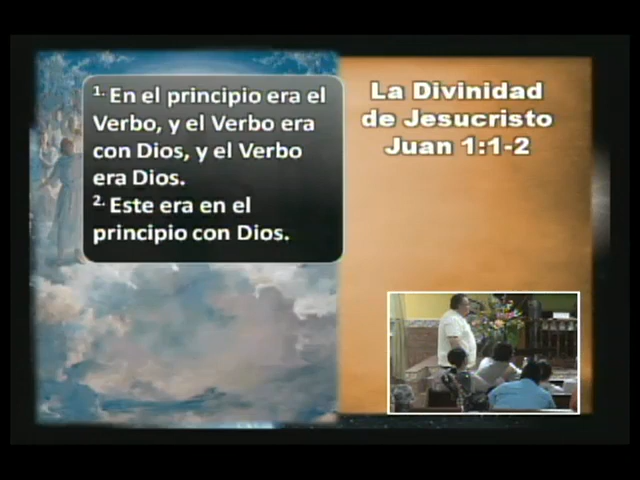 1. En el principio era el
Verbo, y el Verbo era
con Dios, y el Verbo
era Dios.
2. Este era en el
principio con Dios.
La Divinidad
de Jesucristo
Juan 1:1-2